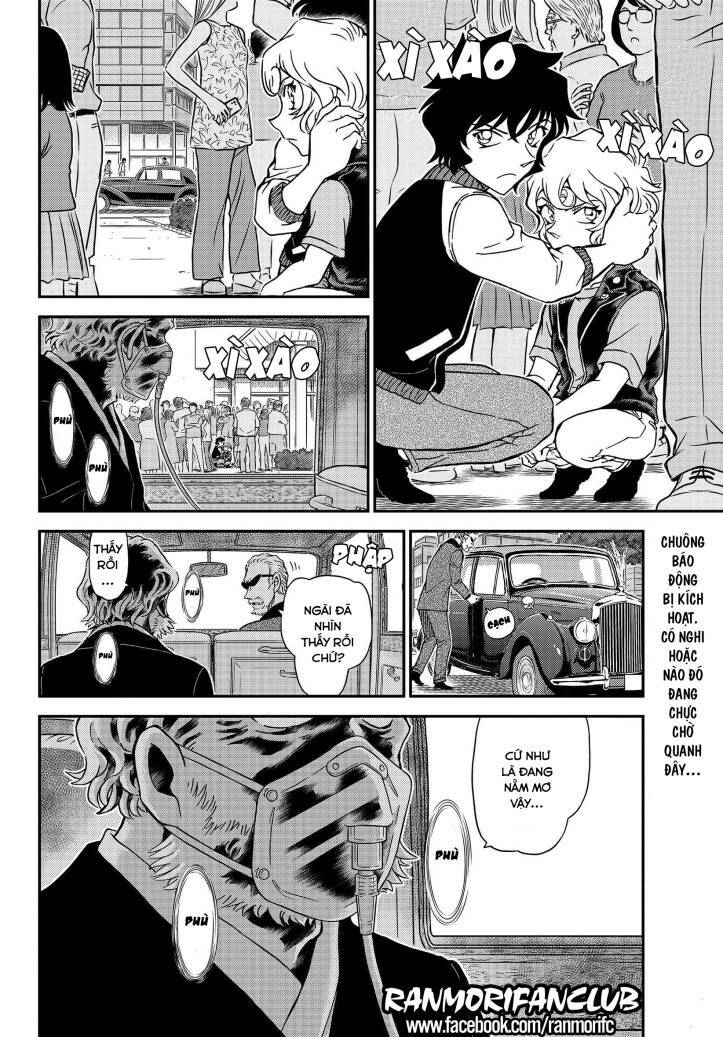 XÌ XÀO
XÌ XÀO
XÌ XÀO
PHÙ
PHÙ
CHUÔNG
BÁO
ĐỘNG
BỊ KÍCH
HOẠT.
CÓ NGHI
HOẶC
NÀO ĐÓ
ĐANG
CHỰC
CHỜ
QUANH
ĐÂY...
CẠCH
PHẬP
NGÀI ĐÃ
NHÌN
THẤY RỒI
CHỨ?
THẤY
RỒI
...
PHÙ
PHÙ
CỨ NHƯ
LÀ ĐANG
NẰM MƠ
VẬY...
PHÙ
PHÙ
RANMORIFANCLUB
www.facebook.com/ranmorifc